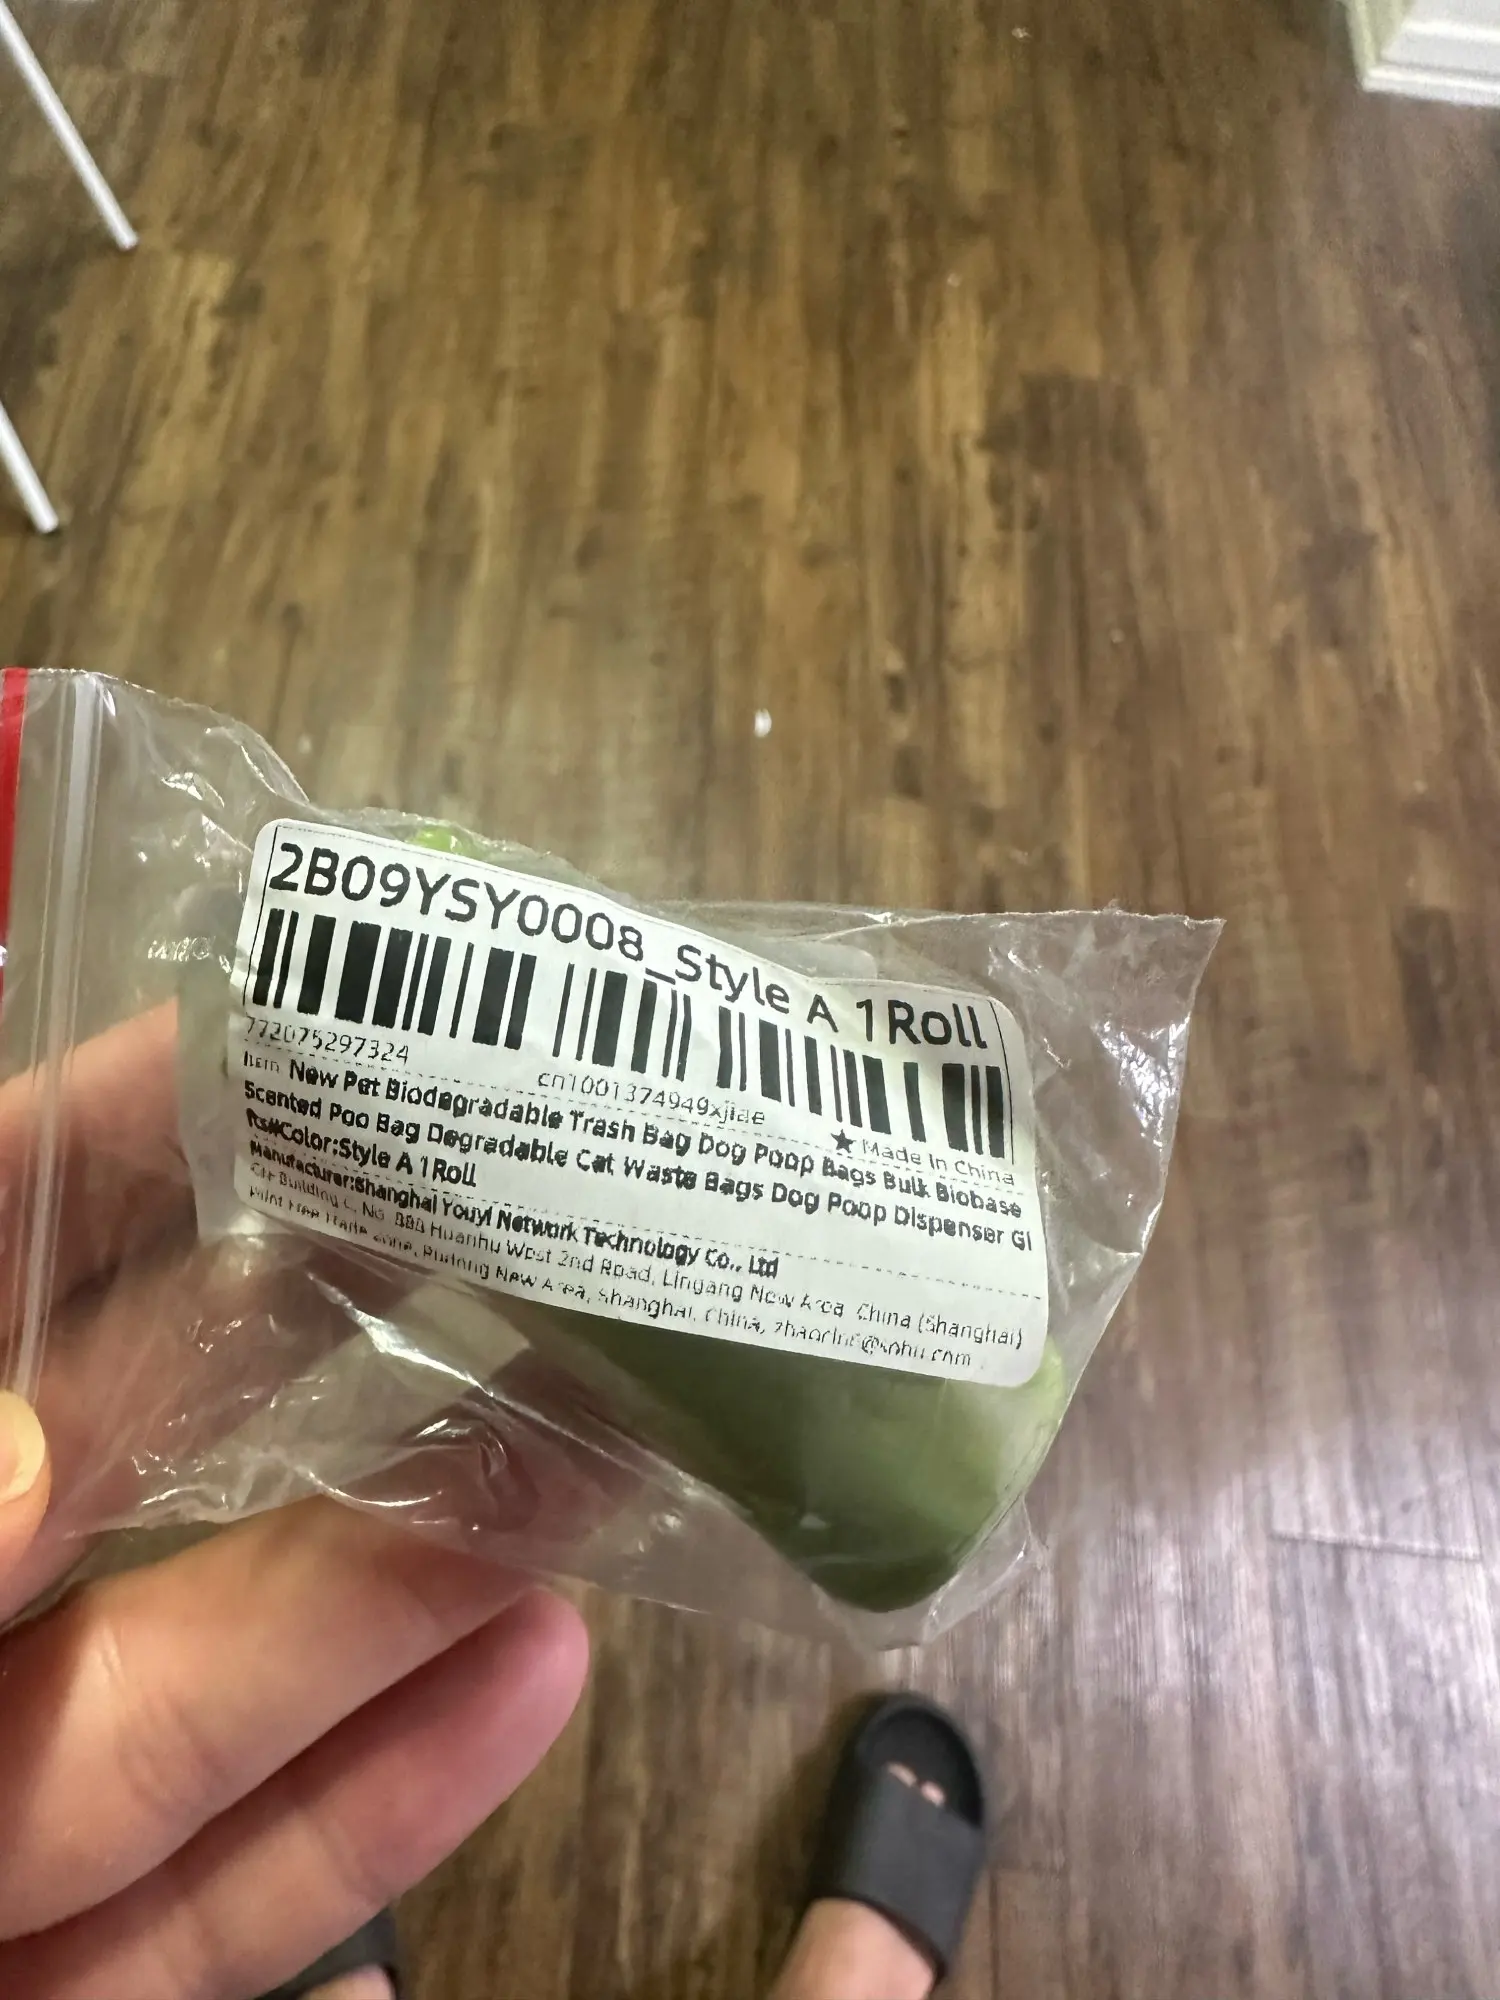 2B09YSY0008_Style A 1Roll
772075297324
cn1001374949xjiae
★ Made In China
Item New Pet Biodegradable Trash Bag Dog Poop Bags Bulk Biobase
Scented Poo Bag Degradable Cat Waste Bags Dog Poop Dispenser Gl
Color:Style A 1Roll
Manufacturer:Shanghai Youyi Network Technology Co., Ltd
Building C, No. 888 Huanhu West 2nd Road, Lingang New Area China (Shanghai)
Pilot Free Trade Zone, Pudong New Area, Shanghai, China,